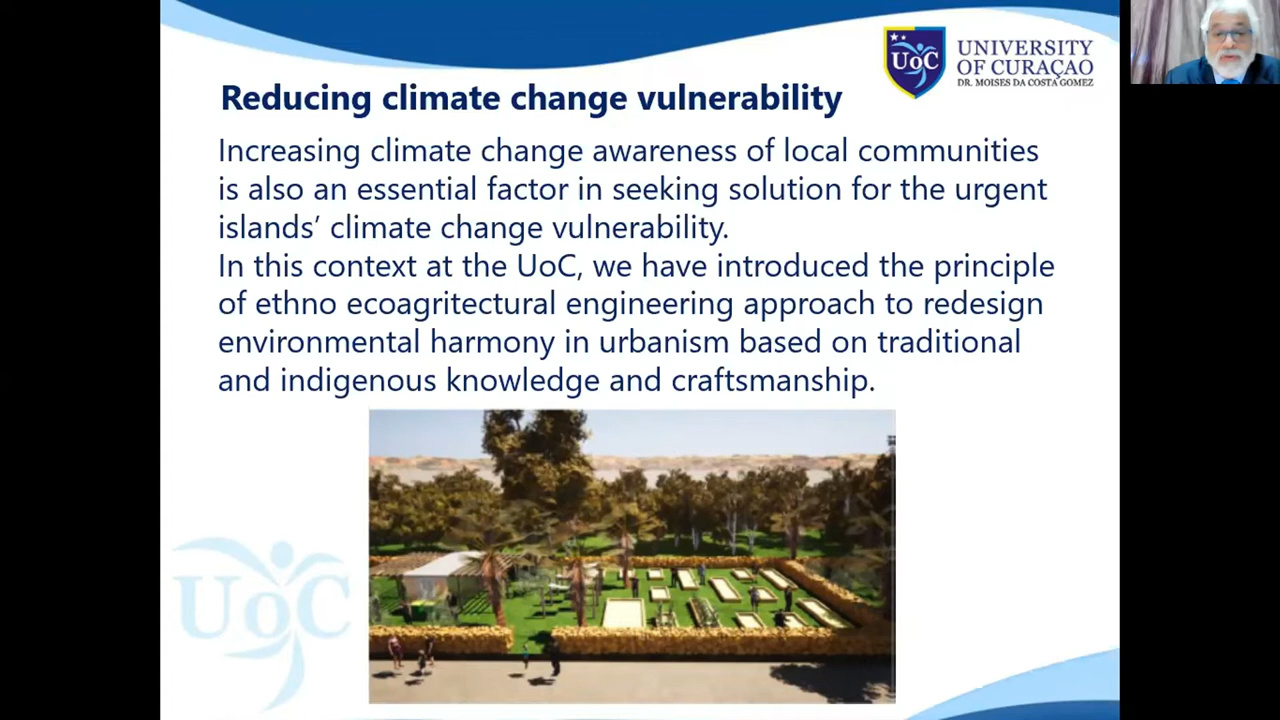 UoC
UNIVERSITY
OF CURAÇAO
DR. MOISES DA COSTA GOMEZ
Reducing climate change vulnerability
Increasing climate change awareness of local communities
is also an essential factor in seeking solution for the urgent
islands’ climate change vulnerability.
In this context at the UoC, we have introduced the principle
of ethno ecoagritectural engineering approach to redesign
environmental harmony in urbanism based on traditional
and indigenous knowledge and craftsmanship.
UoC